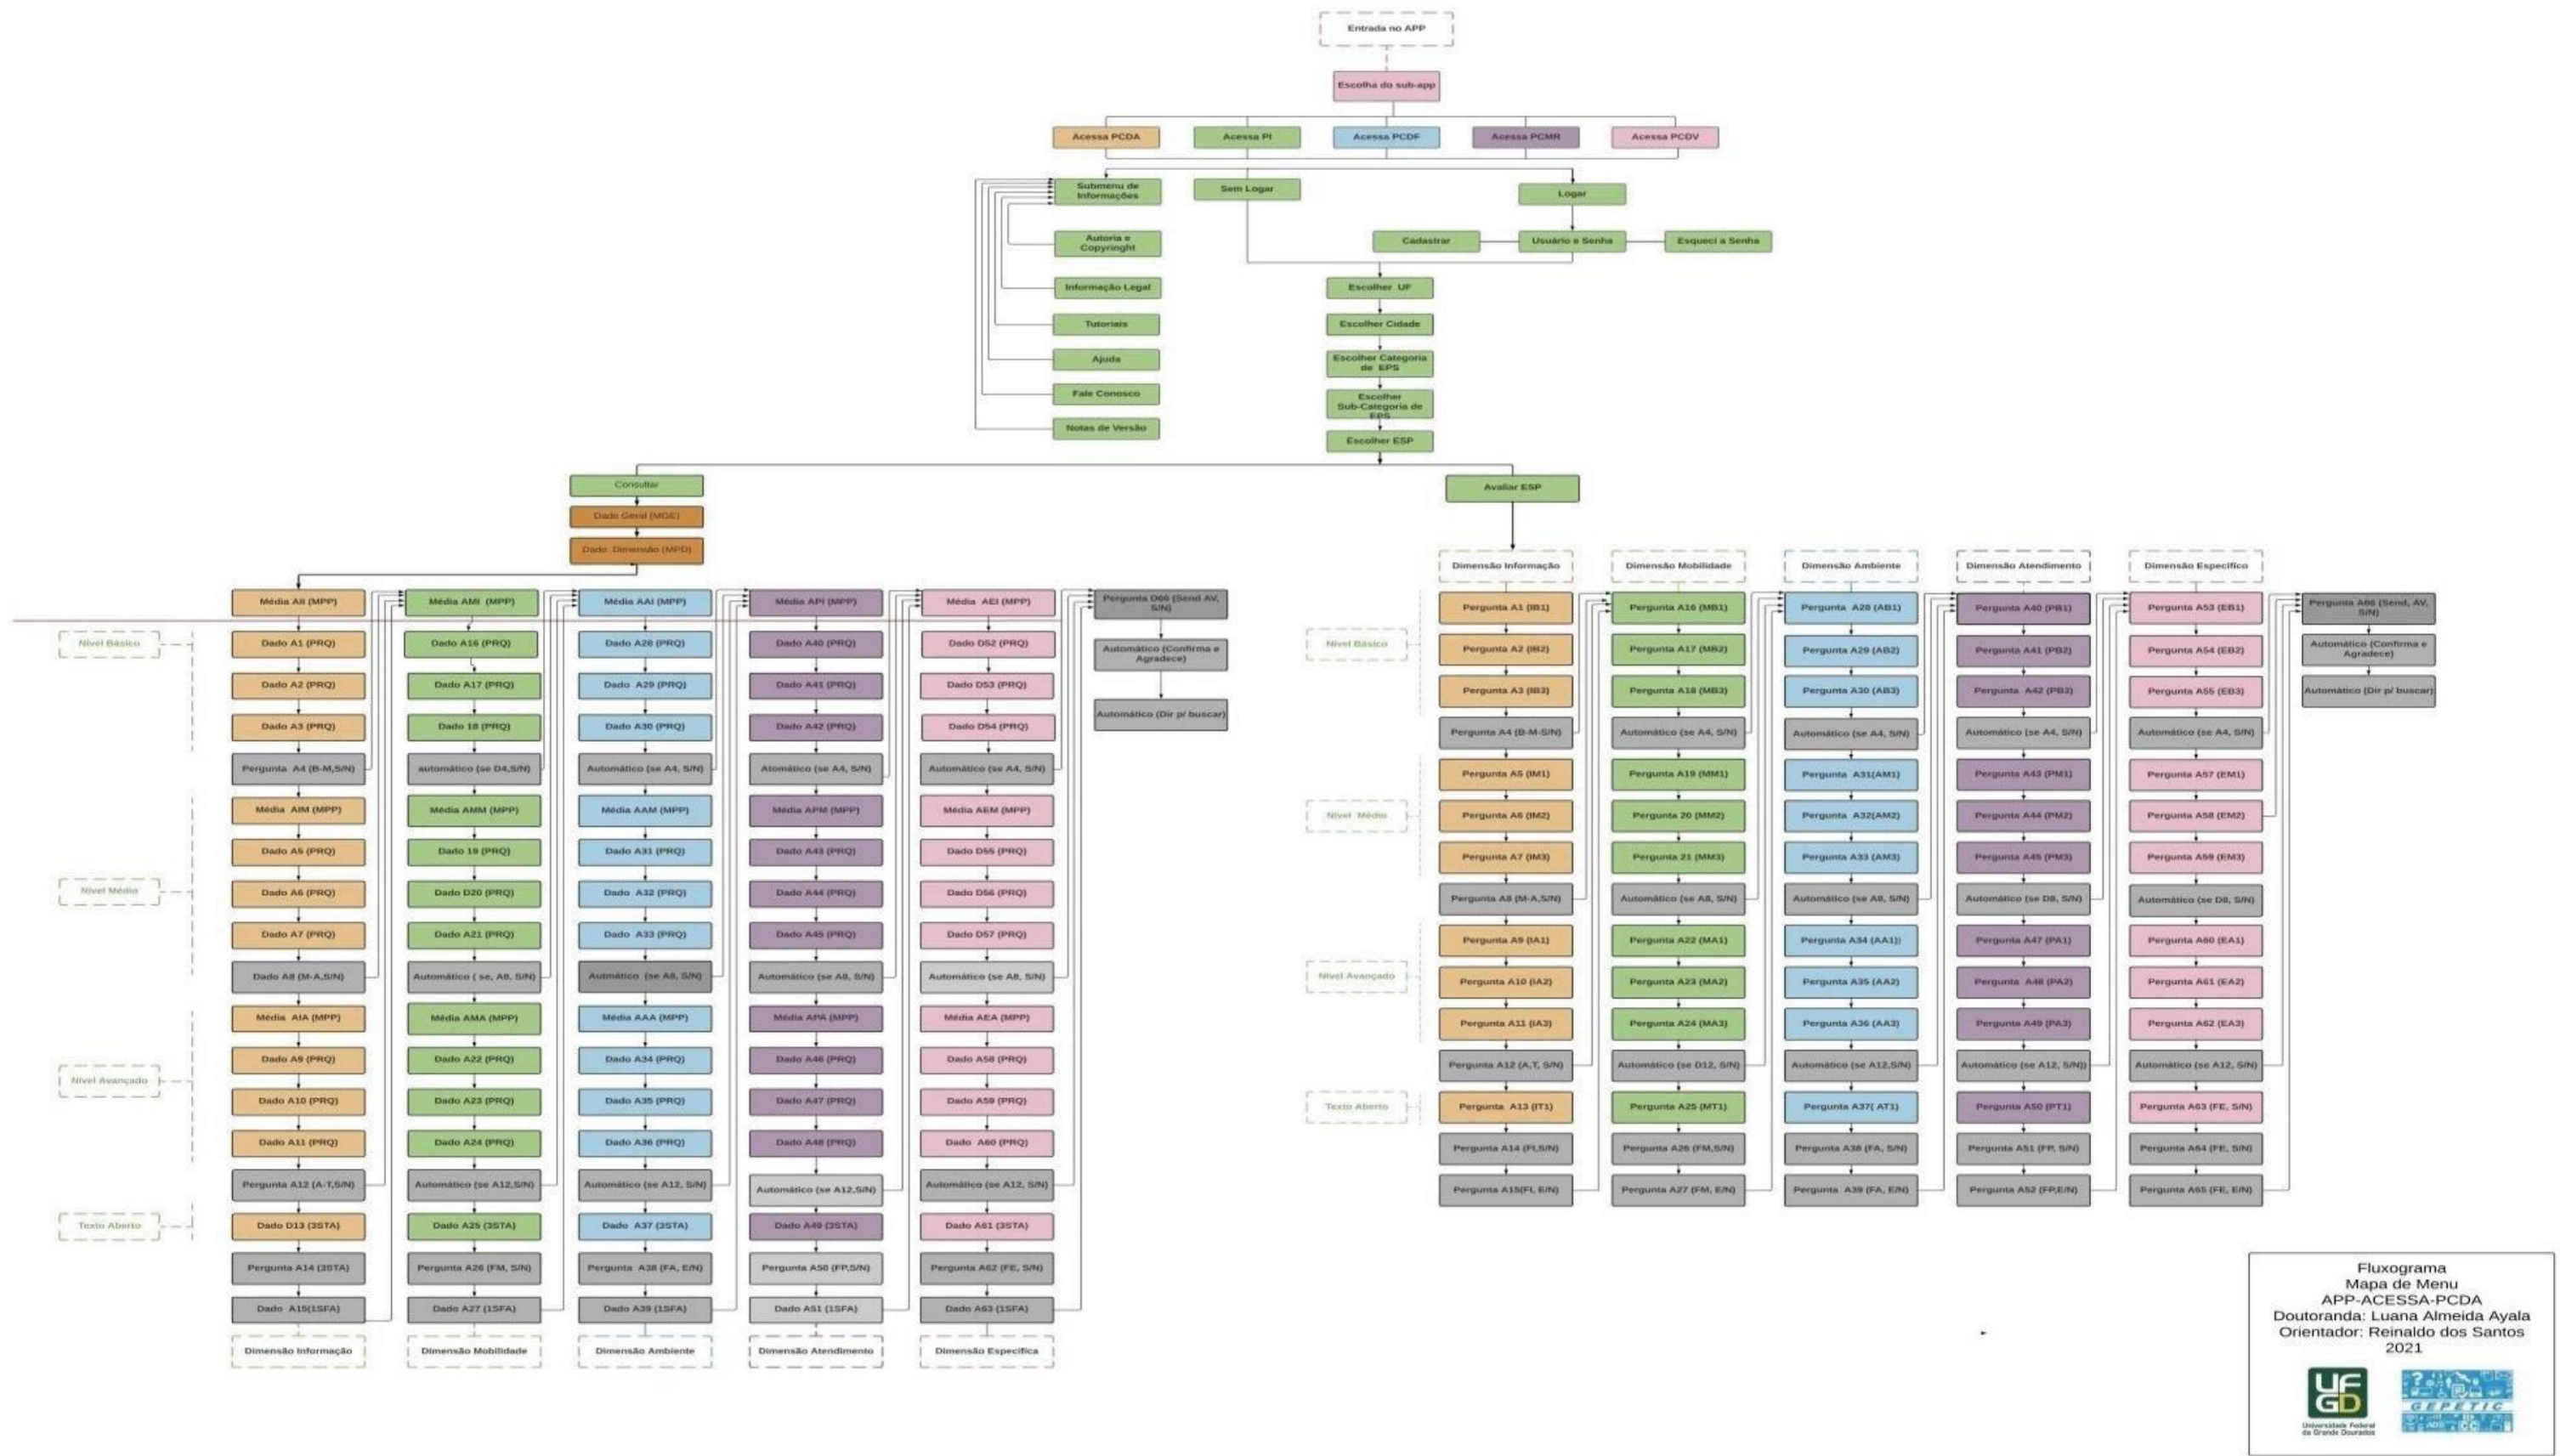 Entrada no APP
Escolha do sub-app
Acessa PCDA
Acessa PI
Acessa PCDF
Acessa PCMR
Acessa PCDV
Submenu de
Informações
Sem Logar
Logar
Autoria e
Copyringht
Cadastrar
Usuário e Senha
Esqueci a Senha
Informação Legal
Tutoriais
Ajuda
Fale Conosco
Notas de Versão
Escolher UF
Escolher Cidade
Escolher Categoria
de EPS
Escolher
Sub-Categoria de
EPS
Escolher ESP
Consultar
Dado Geral (MGE)
Dado Dimensão (MPD)
Avaliar ESP
Nível Básico
Nível Médio
Nível Avançado
Texto Aberto
Média AII (MPP)
Dado A1 (PRQ)
Dado A2 (PRQ)
Dado A3 (PRQ)
Pergunta A4 (B-M,S/N)
Média AIM (MPP)
Dado A5 (PRQ)
Dado A6 (PRQ)
Dado A7 (PRQ)
Dado A8 (M-A,S/N)
Média AIA (MPP)
Dado A9 (PRQ)
Dado A10 (PRQ)
Dado A11 (PRQ)
Pergunta A12 (A-T,S/N)
Dado D13 (3STA)
Pergunta A14 (3STA)
Dado A15(1SFA)
Dimensão Informação
Média AMI (MPP)
Dado A16 (PRQ)
Dado A17 (PRQ)
Dado 18 (PRQ)
automático (se D4,S/N)
Média AMM (MPP)
Dado 19 (PRQ)
Dado D20 (PRQ)
Dado A21 (PRQ)
Automático ( se, A8, S/N)
Média AMA (MPP)
Dado A22 (PRQ)
Dado A23 (PRQ)
Dado A24 (PRQ)
Automático (se A12,S/N)
Dado A25 (3STA)
Pergunta A26 (FM, S/N)
Dado A27 (1SFA)
Dimensão Mobilidade
Média AAI (MPP)
Dado A28 (PRQ)
Dado A29 (PRQ)
Dado A30 (PRQ)
Automático (se A4, S/N)
Média AAM (MPP)
Dado A31 (PRQ)
Dado A32 (PRQ)
Dado A33 (PRQ)
Autmático (se A8, S/N)
Média AAA (MPP)
Dado A34 (PRQ)
Dado A35 (PRQ)
Dado A36 (PRQ)
Automático (se A12, S/N)
Dado A37 (3STA)
Pergunta A38 (FA, E/N)
Dado A39 (1SFA)
Dimensão Ambiente
Média API (MPP)
Dado A40 (PRQ)
Dado A41 (PRQ)
Dado A42 (PRQ)
Atomático (se A4, S/N)
Média APM (MPP)
Dado A43 (PRQ)
Dado A44 (PRQ)
Dado A45 (PRQ)
Automático (se A8, S/N)
Média APA (MPP)
Dado A46 (PRQ)
Dado A47 (PRQ)
Dado A48 (PRQ)
Automático (se A12,S/N)
Dado A49 (3STA)
Pergunta A50 (FP,S/N)
Dado A51 (1SFA)
Dimensão Atendimento
Média AEI (MPP)
Dado D52 (PRQ)
Dado D53 (PRQ)
Dado D54 (PRQ)
Automático (se A4, S/N)
Média AEM (MPP)
Dado D55 (PRQ)
Dado D56 (PRQ)
Dado D57 (PRQ)
Automático (se A8, S/N)
Média AEA (MPP)
Dado A58 (PRQ)
Dado A59 (PRQ)
Dado A60 (PRQ)
Automático (se A12, S/N)
Dado A61 (3STA)
Pergunta A62 (FE, S/N)
Dado A63 (1SFA)
Dimensão Especifica
Pergunta D66 (Send AV,
S/N)
Automático (Confirma e
Agradece)
Automático (Dir p/ buscar)
Nível Básico
Nível Médio
Nível Avançado
Texto Aberto
Dimensão Informação
Pergunta A1 (IB1)
Pergunta A2 (IB2)
Pergunta A3 (IB3)
Pergunta A4 (B-M-S/N)
Pergunta A5 (IM1)
Pergunta A6 (IM2)
Pergunta A7 (IM3)
Pergunta A8 (M-A,S/N)
Pergunta A9 (IA1)
Pergunta A10 (IA2)
Pergunta A11 (IA3)
Pergunta A12 (A,T, S/N)
Pergunta A13 (IT1)
Pergunta A14 (FI,S/N)
Pergunta A15(FI, E/N)
Dimensão Mobilidade
Pergunta A16 (MB1)
Pergunta A17 (MB2)
Pergunta A18 (MB3)
Automático (se A4, S/N)
Pergunta A19 (MM1)
Pergunta 20 (MM2)
Pergunta 21 (MM3)
Automático (se A8, S/N)
Pergunta A22 (MA1)
Pergunta A23 (MA2)
Pergunta A24 (MA3)
Automático (se D12, S/N)
Pergunta A25 (MT1)
Pergunta A26 (FM,S/N)
Pergunta A27 (FM, E/N)
Dimensão Ambiente
Pergunta A28 (AB1)
Pergunta A29 (AB2)
Pergunta A30 (AB3)
Automático (se A4, S/N)
Pergunta A31(AM1)
Pergunta A32(AM2)
Pergunta A33 (AM3)
Automático (se A8, S/N)
Pergunta A34 (AA1))
Pergunta A35 (AA2)
Pergunta A36 (AA3)
Automático (se A12,S/N)
Pergunta A37( AT1)
Pergunta A38 (FA, S/N)
Pergunta A39 (FA, E/N)
Dimensão Atendimento
Pergunta A40 (PB1)
Pergunta A41 (PB2)
Pergunta A42 (PB3)
Automático (se A4, S/N)
Pergunta A43 (PM1)
Pergunta A44 (PM2)
Pergunta A45 (PM3)
Automático (se D8, S/N)
Pergunta A47 (PA1)
Pergunta A48 (PA2)
Pergunta A49 (PA3)
Automático (se A12, S/N))
Pergunta A50 (PT1)
Pergunta A51 (FP, S/N)
Pergunta A52 (FP,E/N)
Dimensão Especifico
Pergunta A53 (EB1)
Pergunta A54 (EB2)
Pergunta A55 (EB3)
Automático (se A4, S/N)
Pergunta A57 (EM1)
Pergunta A58 (EM2)
Pergunta A59 (EM3)
Automático (se D8, S/N)
Pergunta A60 (EA1)
Pergunta A61 (EA2)
Pergunta A62 (EA3)
Automático (se A12, S/N)
Pergunta A63 (FE, S/N)
Pergunta A64 (FE, S/N)
Pergunta A65 (FE, E/N)
Pergunta A66 (Send, AV,
S/N)
Automático (Confirma e
Agradece)
Automático (Dir p/ buscar)
Fluxograma
Mapa de Menu
APP-ACESSA-PCDA
Doutoranda: Luana Almeida Ayala
Orientador: Reinaldo dos Santos
2021
UF
GD
Universidade Federal
da Grande Dourados
GEPETIC